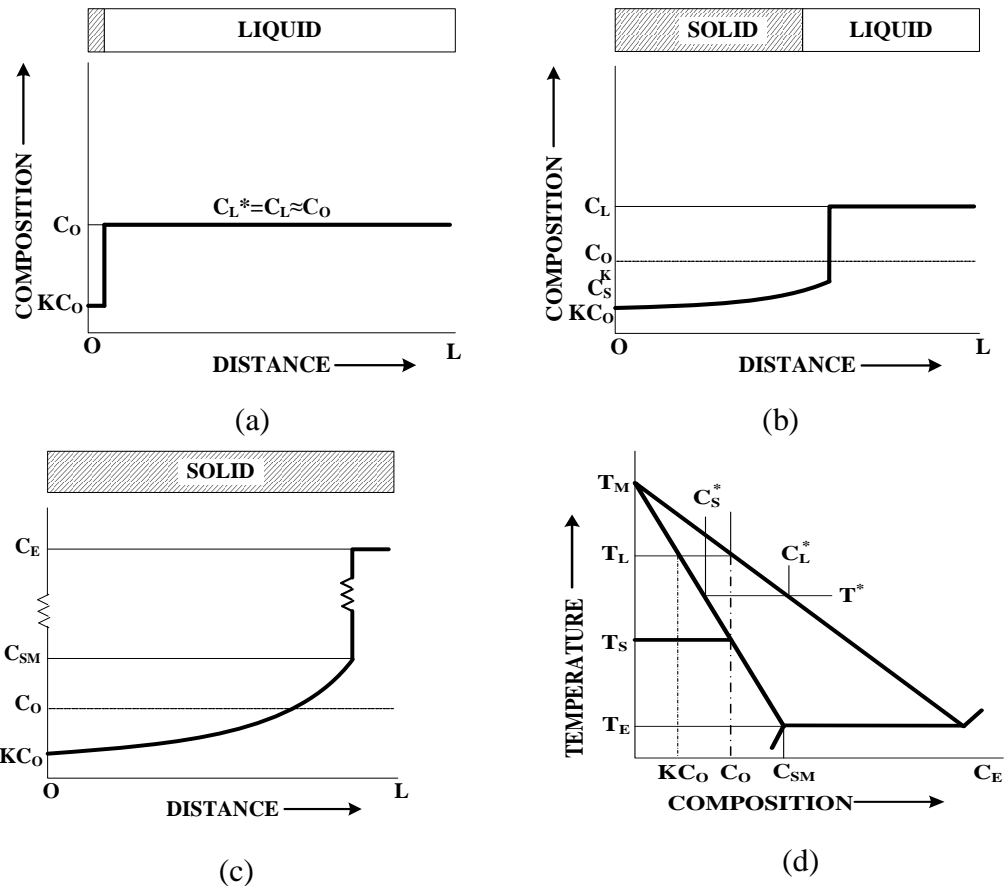 LIQUID
COMPOSITION
C_L*=C_L≈C_O
C_O
KC_O
O
L
DISTANCE
(a)
SOLID
LIQUID
COMPOSITION
C_L
C_O
K
C_S
KC_O
O
L
DISTANCE
(b)
SOLID
C_E
C_SM
C_O
KC_O
O
L
DISTANCE
(c)
TEMPERATURE
T_M
C_S*
T_L
C_L*
T*
T_S
T_E
KC_O
C_O
C_SM
C_E
COMPOSITION
(d)